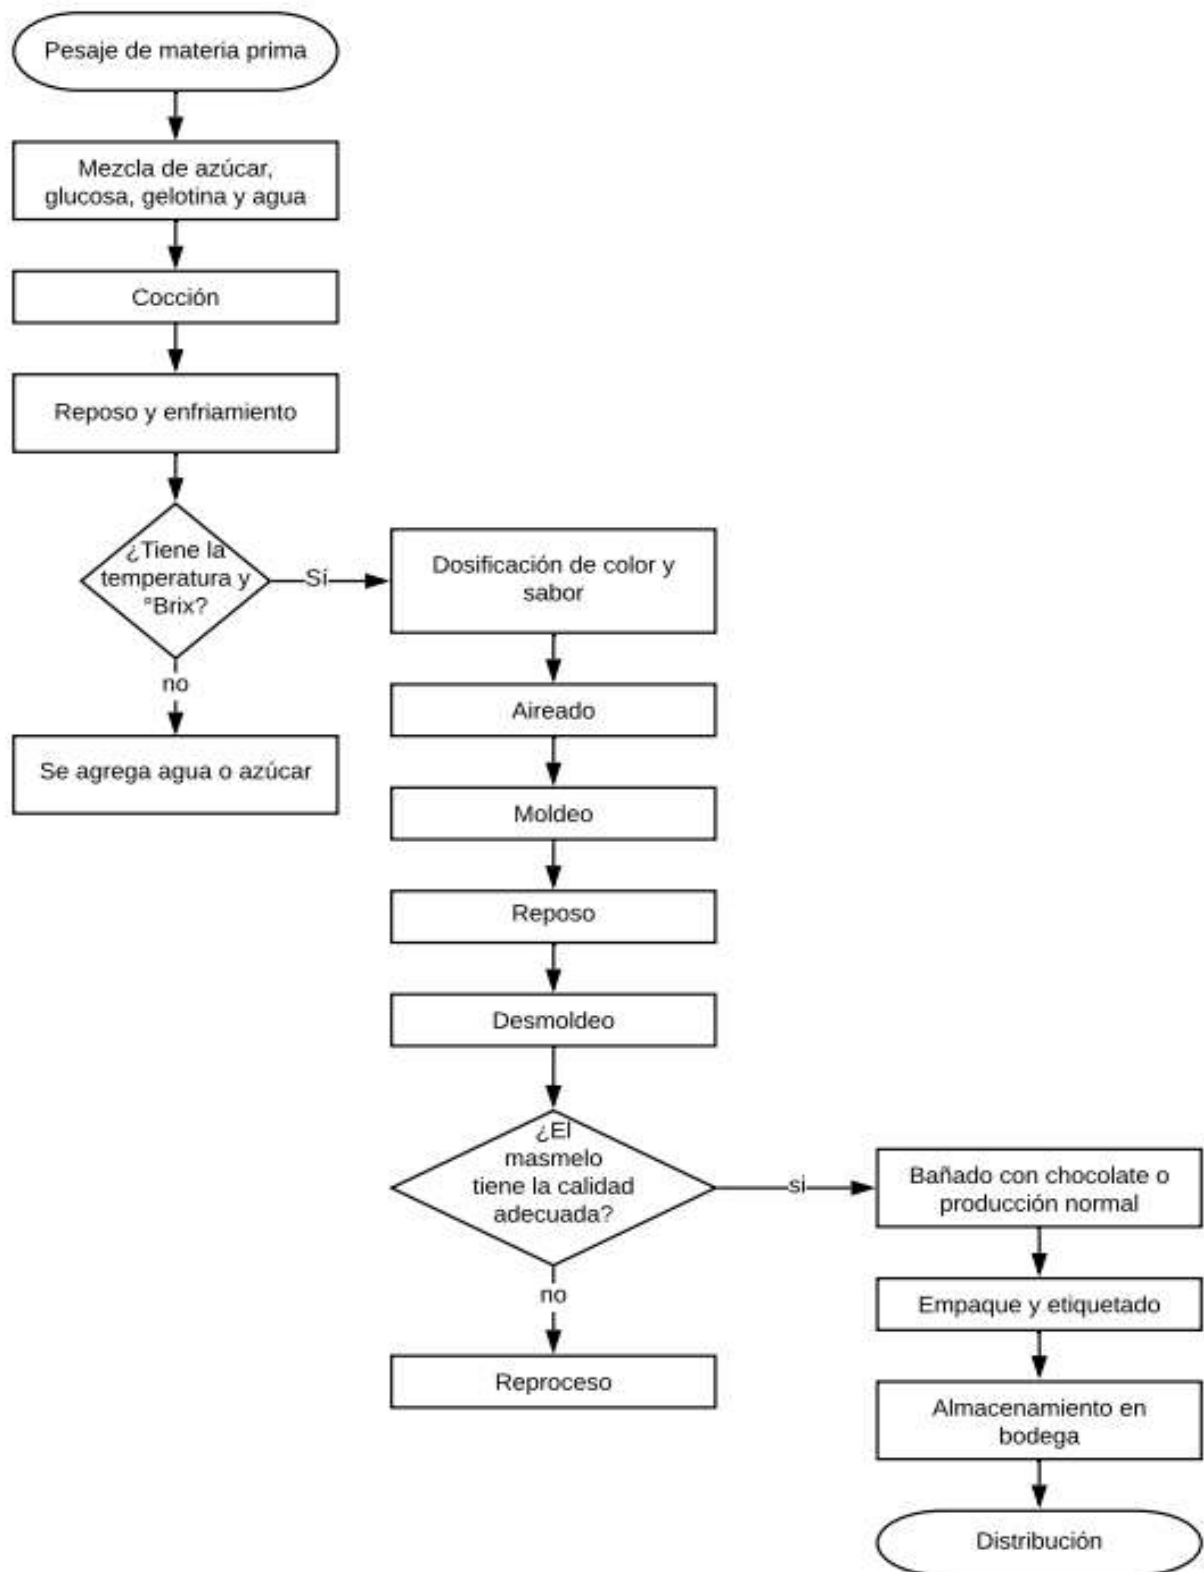 Pesaje de materia prima
Mezcla de azúcar,
glucosa, gelotina y agua
Cocción
Reposo y enfriamiento
¿Tiene la
temperatura y
°Brix?
Sí
no
Se agrega agua o azúcar
Dosificación de color y
sabor
Aireado
Moldeo
Reposo
Desmoldeo
¿El
masmelo
tiene la calidad
adecuada?
si
no
Reproceso
Bañado con chocolate o
producción normal
Empaque y etiquetado
Almacenamiento en
bodega
Distribución